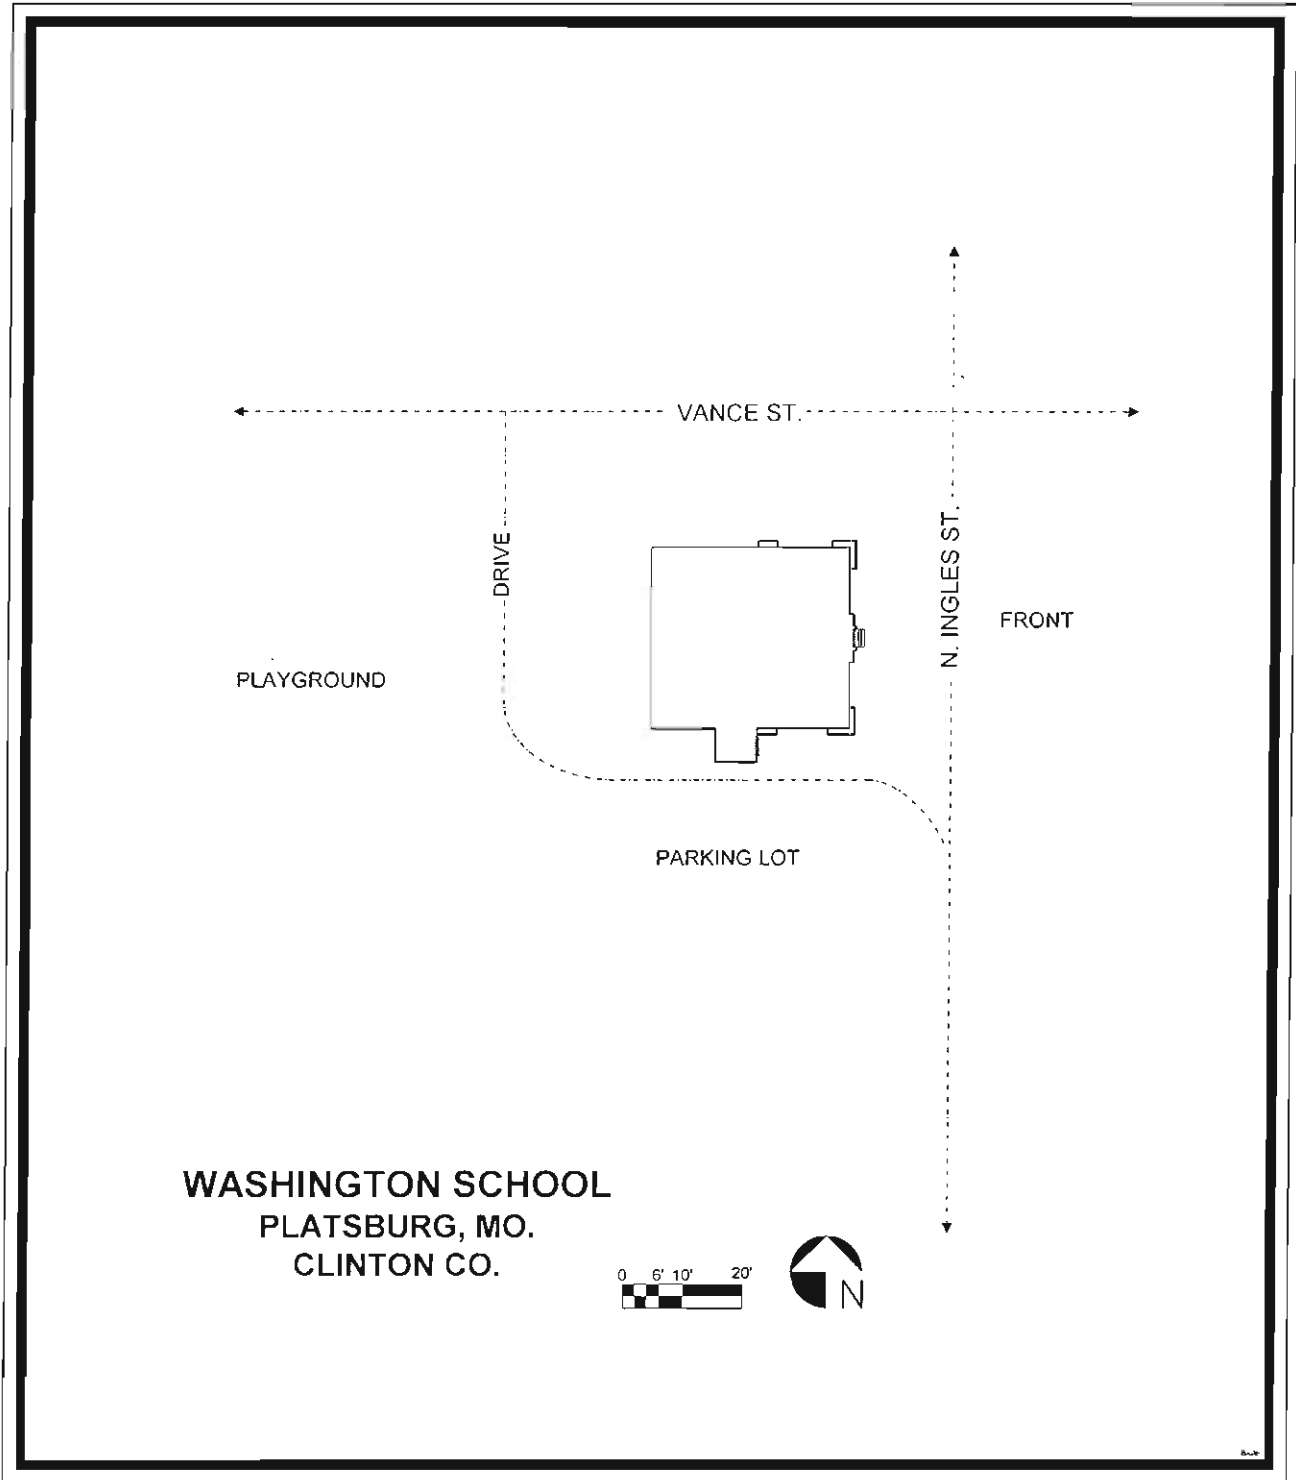 VANCE ST.
DRIVE
N. INGLES ST.
FRONT
PLAYGROUND
PARKING LOT
WASHINGTON SCHOOL
PLATSBURG, MO.
CLINTON CO.
0 6' 10' 20'
N